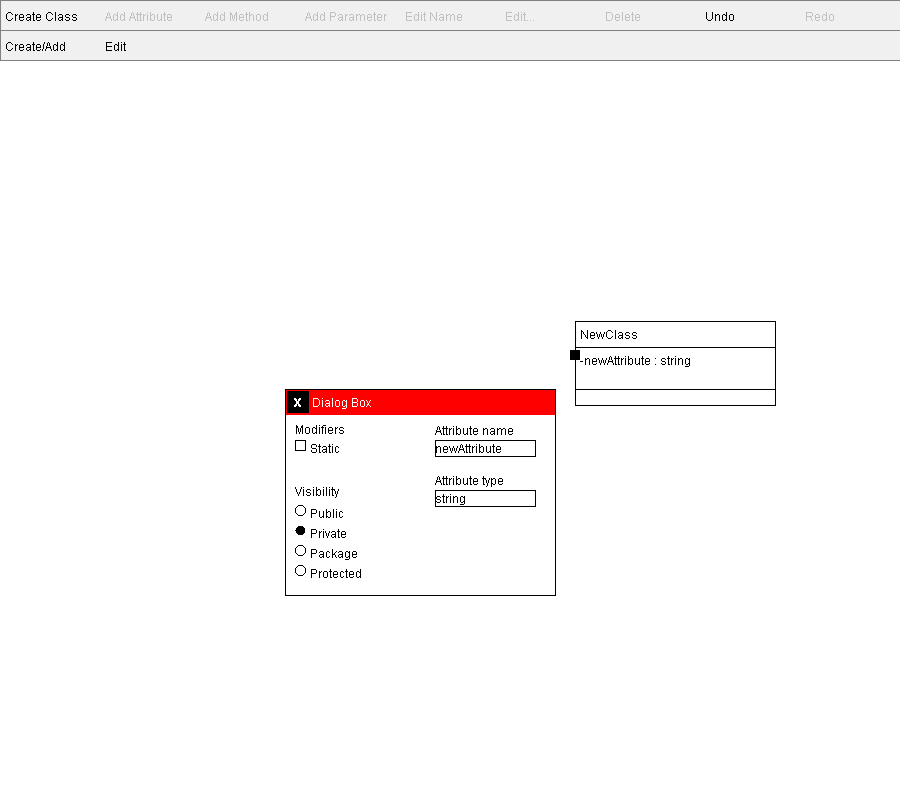 Create Class Add Attribute Add Method Add Parameter Edit Name Edit... Delete Undo Redo
Create/Add Edit
NewClass
-newAttribute : string
X Dialog Box
Modifiers
Static
Visibility
Public
Private
Package
Protected
Attribute name
newAttribute
Attribute type
string